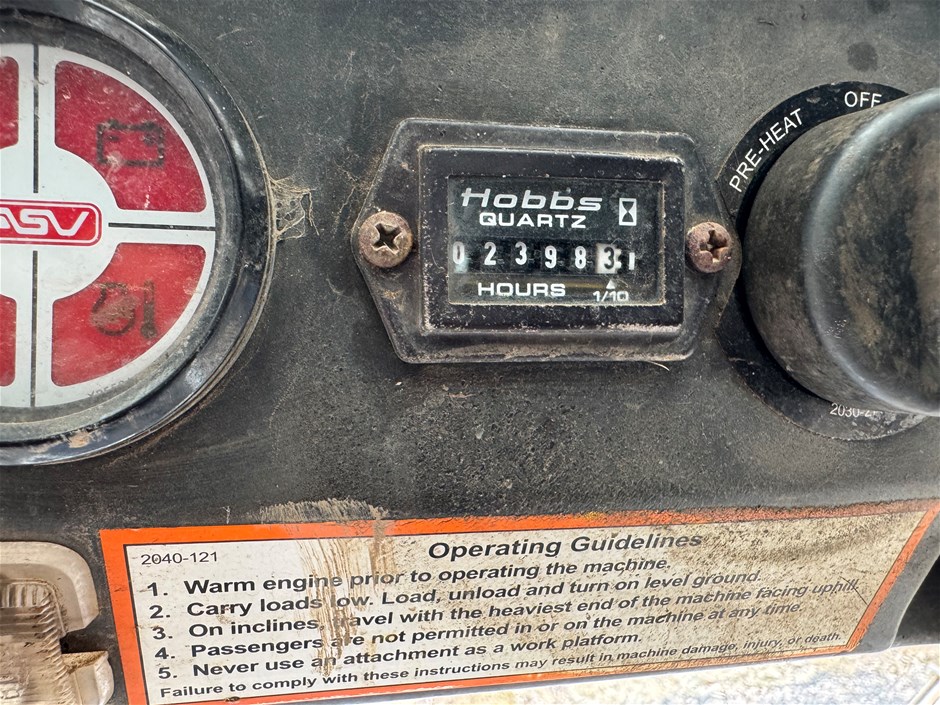 OFF
PRE-HEAT
ASV
Hobbs
QUARTZ
0 2 3 9 8 3
HOURS 1/10
2040-121
Operating Guidelines
1. Warm engine prior to operating the machine.
2. Carry loads low. Load, unload and turn on level ground.
3. On inclines, travel with the heaviest end of the machine facing uphill.
4. Passengers are not permitted in or on the machine at any time.
5. Never use an attachment as a work platform.
Failure to comply with these instructions may result in machine damage, injury, or death.